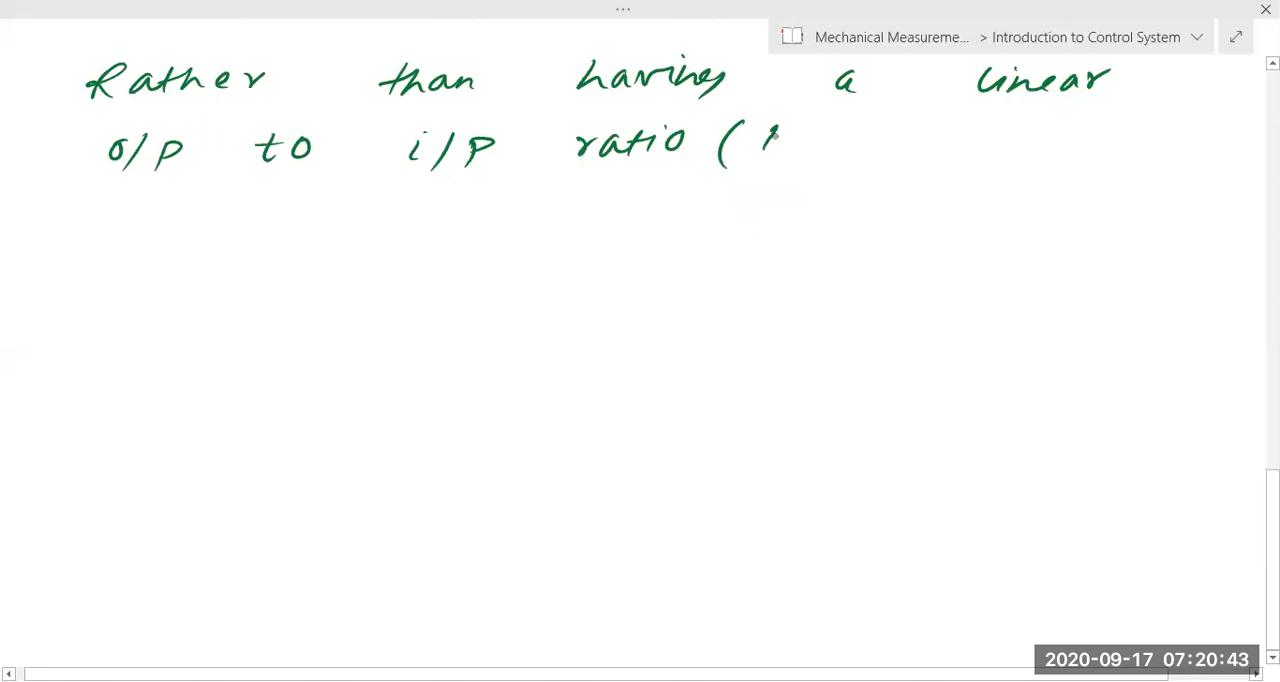 ...
Mechanical Measureme... > Introduction to Control System
Rather than having a linear
o/p to i/p ratio (
2020-09-17 07:20:43